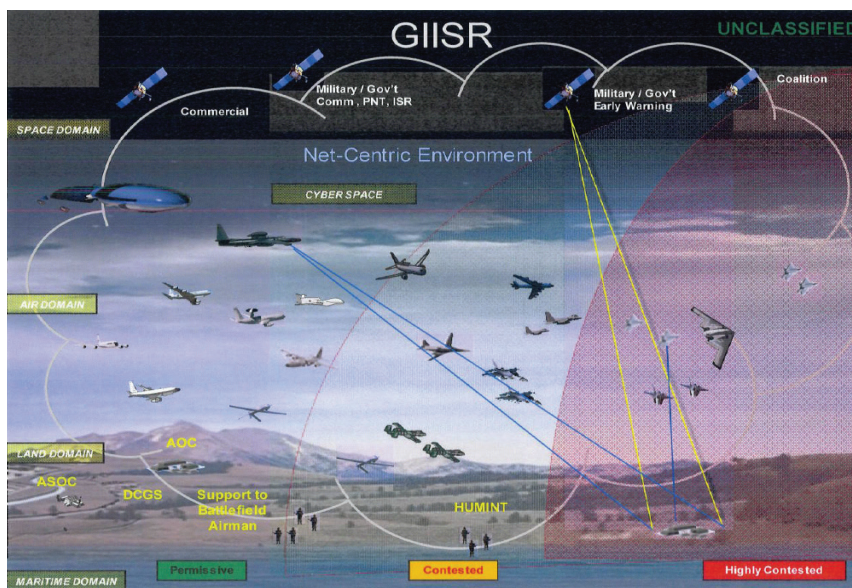 GIISR
UNCLASSIFIED
Military / Gov't
Comm , PNT, ISR
Military / Gov't
Early Warning
Coalition
Commercial
SPACE DOMAIN
Net-Centric Environment
CYBER SPACE
AIR DOMAIN
AOC
LAND DOMAIN
ASOC
DCGS
Support to
Battlefield
Airman
HUMINT
Permissive
Contested
Highly Contested
MARITIME DOMAIN